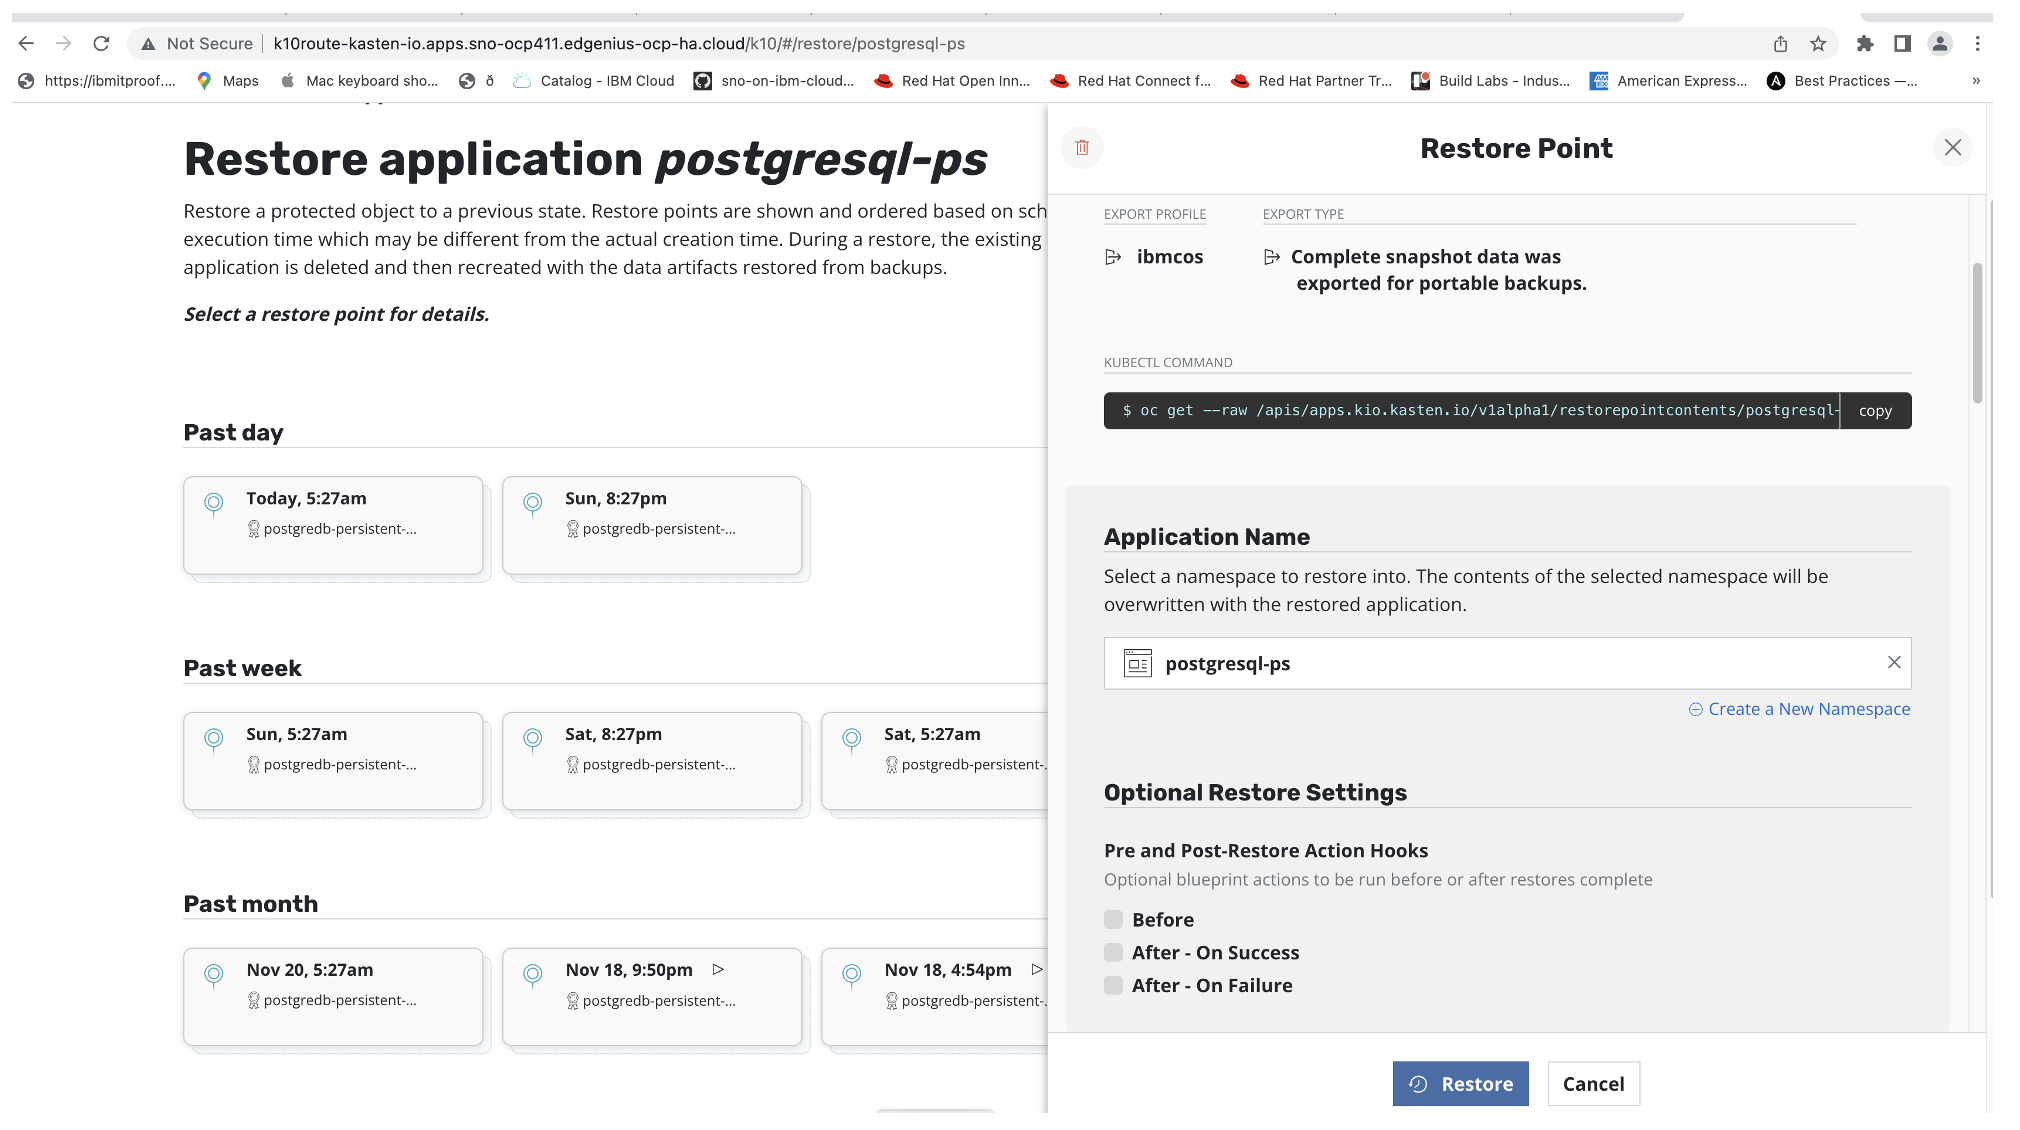 Not Secure
k10route-kasten-io.apps.sno-ocp411.edgenius-ocp-ha.cloud/k10/#/restore/postgresql-ps
https://ibmitproof....
Maps
Mac keyboard sho...
ð
Catalog - IBM Cloud
sno-on-ibm-cloud...
Red Hat Open Inn...
Red Hat Connect f...
Red Hat Partner Tr...
Build Labs - Indus...
American Express...
Best Practices —...
»
Restore application postgresql-ps
Restore a protected object to a previous state. Restore points are shown and ordered based on sch
execution time which may be different from the actual creation time. During a restore, the existing
application is deleted and then recreated with the data artifacts restored from backups.
Select a restore point for details.
Past day
Today, 5:27am
postgredb-persistent-...
Sun, 8:27pm
postgredb-persistent-...
Past week
Sun, 5:27am
postgredb-persistent-...
Sat, 8:27pm
postgredb-persistent-...
Sat, 5:27am
postgredb-persistent-.
Past month
Nov 20, 5:27am
postgredb-persistent-...
Nov 18, 9:50pm
postgredb-persistent-...
Nov 18, 4:54pm
postgredb-persistent-.
Restore Point
EXPORT PROFILE
ibmcos
EXPORT TYPE
Complete snapshot data was
exported for portable backups.
KUBECTL COMMAND
$ oc get --raw /apis/apps.kio.kasten.io/v1alpha1/restorepointcontents/postgresql-
copy
Application Name
Select a namespace to restore into. The contents of the selected namespace will be
overwritten with the restored application.
postgresql-ps
Create a New Namespace
Optional Restore Settings
Pre and Post-Restore Action Hooks
Optional blueprint actions to be run before or after restores complete
Before
After - On Success
After - On Failure
Restore
Cancel